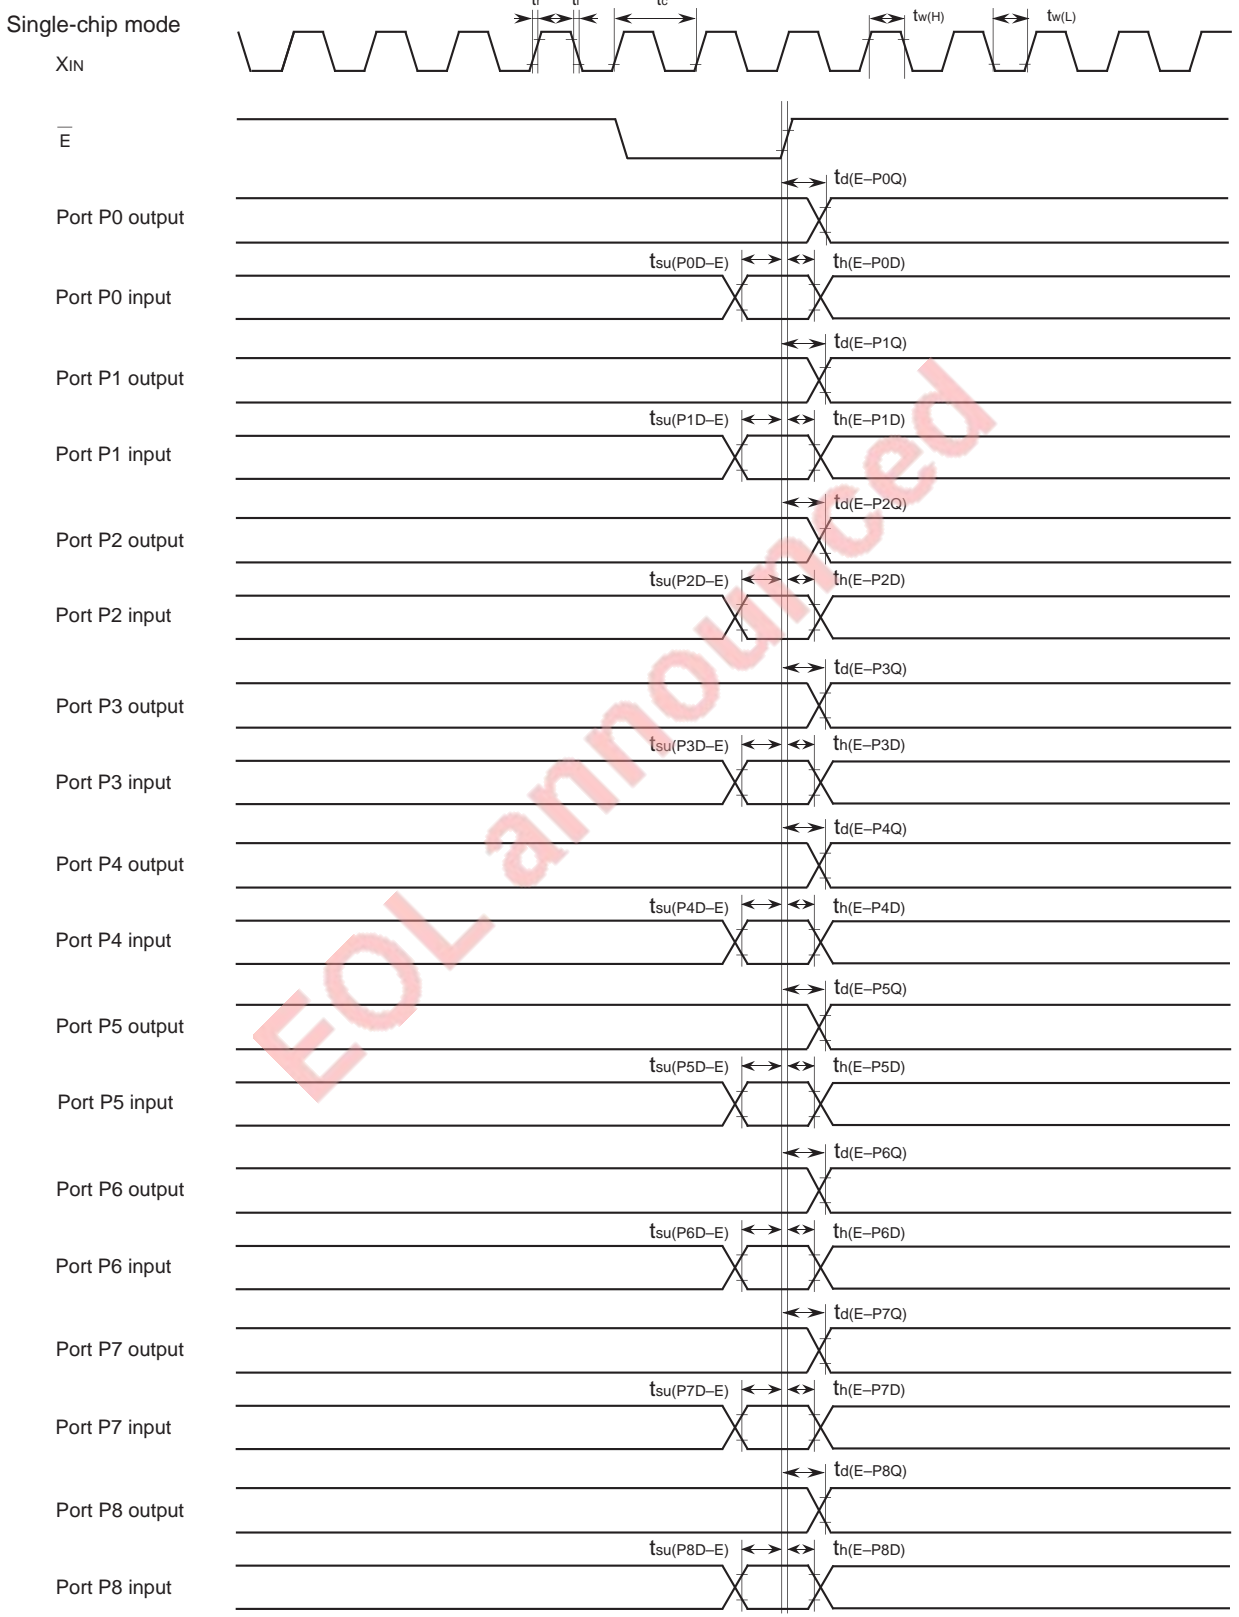 Single-chip mode
tc
tw(H)
tw(L)
XIN
E
td(E–P0Q)
Port P0 output
tsu(P0D–E)
th(E–P0D)
Port P0 input
td(E–P1Q)
Port P1 output
tsu(P1D–E)
th(E–P1D)
Port P1 input
td(E–P2Q)
Port P2 output
tsu(P2D–E)
th(E–P2D)
Port P2 input
td(E–P3Q)
Port P3 output
tsu(P3D–E)
th(E–P3D)
Port P3 input
td(E–P4Q)
Port P4 output
tsu(P4D–E)
th(E–P4D)
Port P4 input
td(E–P5Q)
Port P5 output
tsu(P5D–E)
th(E–P5D)
Port P5 input
td(E–P6Q)
Port P6 output
tsu(P6D–E)
th(E–P6D)
Port P6 input
td(E–P7Q)
Port P7 output
tsu(P7D–E)
th(E–P7D)
Port P7 input
td(E–P8Q)
Port P8 output
tsu(P8D–E)
th(E–P8D)
Port P8 input
EOL announced